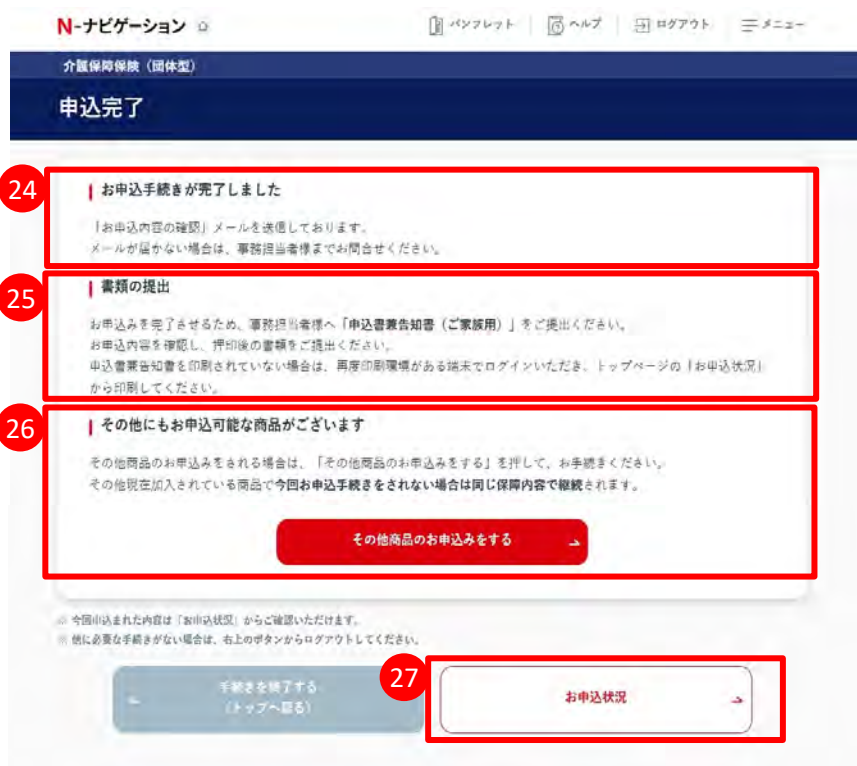 N-ナビゲーション
パンフレット ヘルプ ログアウト メニュー
介護保障保険（団体型）
申込完了
24
お申込手続きが完了しました
「お申込内容の確認」メールを送信しております。
メールが届かない場合は、事務担当者様までお問合せください。
25
書類の提出
お申込みを完了させるため、事務担当者様へ「申込書兼告知書（ご家族用）」をご提出ください。
お申込内容を確認し、押印後の書類をご提出ください。
申込書兼告知書を印刷されていない場合は、再度印刷環境がある端末でログインいただき、トップページの「お申込状況」
から印刷してください。
26
その他にもお申込可能な商品がございます
その他商品のお申込みをされる場合は、「その他商品のお申込みをする」を押して、お手続きください。
その他現在加入されている商品で今回お申込手続きをされない場合は同じ保障内容で継続されます。
その他商品のお申込みをする
※ 今回申込まれた内容は「お申込状況」からご確認いただけます。
※ 他に必要な手続きがない場合は、右上のボタンからログアウトしてください。
手続きを終了する
（トップへ戻る）
27
お申込状況